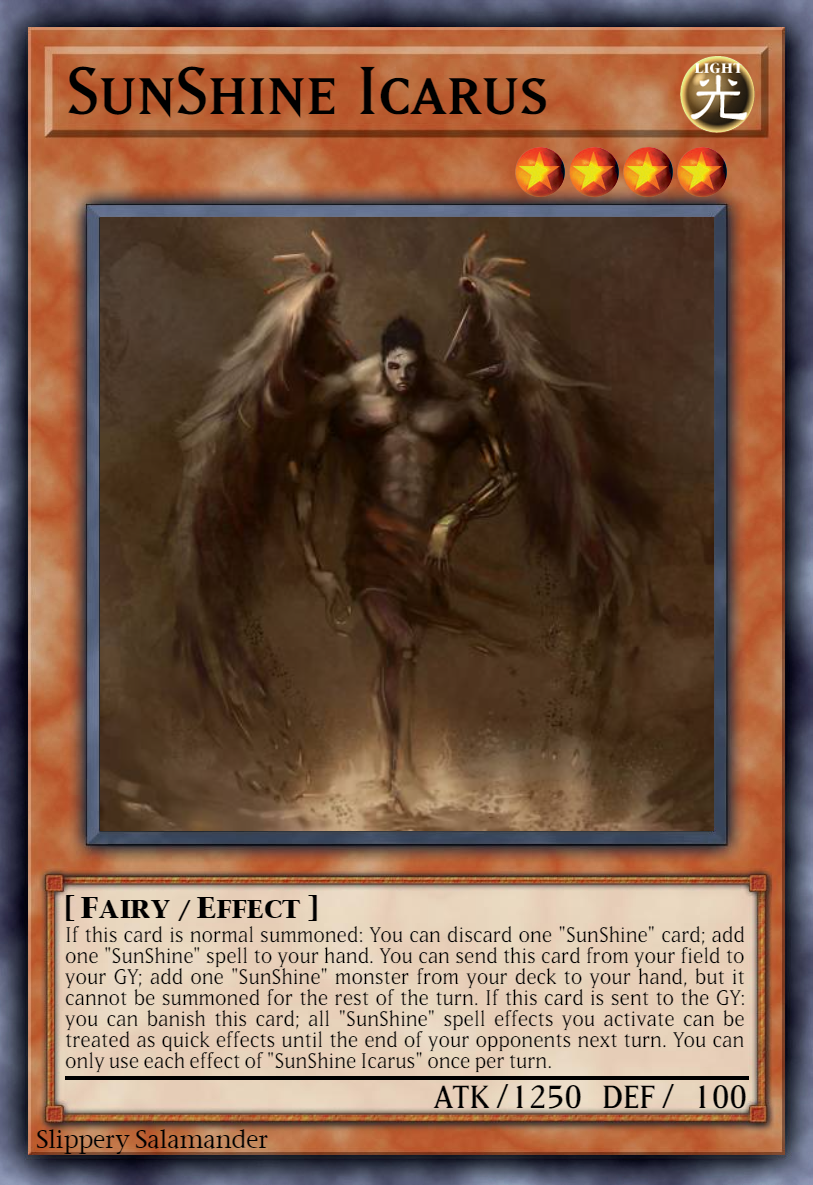 SunShine Icarus
LIGHT
光
[ Fairy / Effect ]
If this card is normal summoned: You can discard one "SunShine" card; add
one "SunShine" spell to your hand. You can send this card from your field to
your GY; add one "SunShine" monster from your deck to your hand, but it
cannot be summoned for the rest of the turn. If this card is sent to the GY:
you can banish this card; all "SunShine" spell effects you activate can be
treated as quick effects until the end of your opponents next turn. You can
only use each effect of "SunShine Icarus" once per turn.
ATK / 1250 DEF / 100
Slippery Salamander